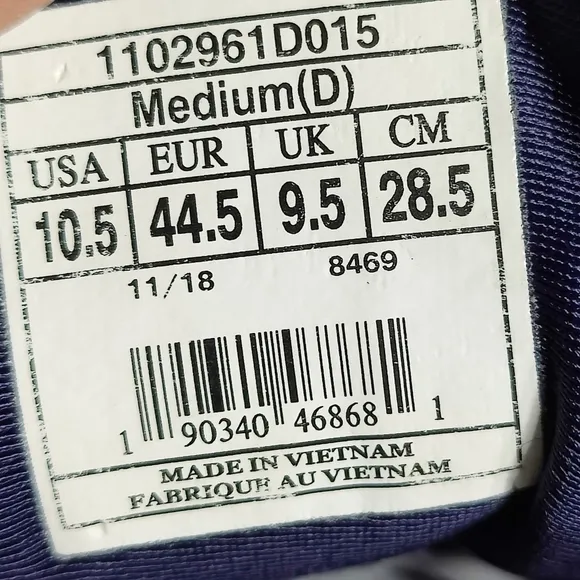 1102961D015
Medium(D)
USA EUR UK CM
10.5 44.5 9.5 28.5
11/18 8469
1 90340 46868 1
MADE IN VIETNAM
FABRIQUE AU VIETNAM